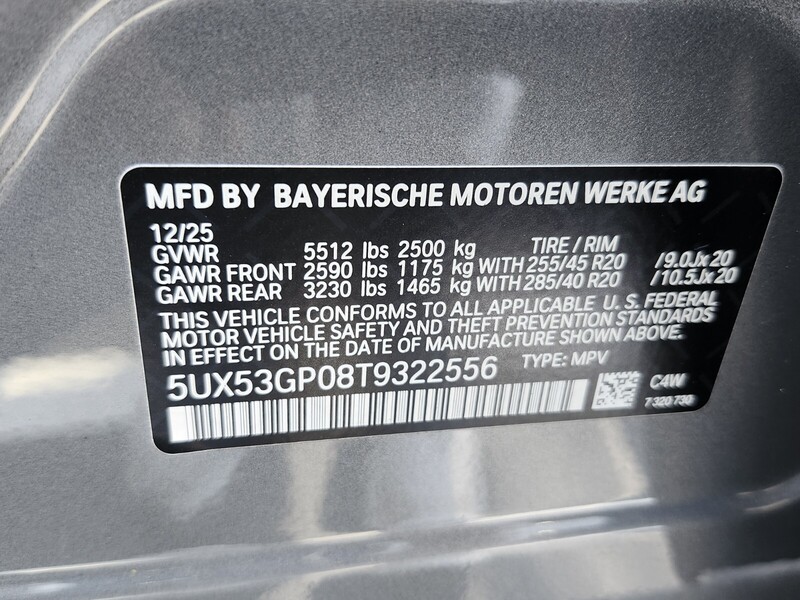 MFD BY BAYERISCHE MOTOREN WERKE AG
12/25
GVWR 5512 lbs 2500 kg TIRE / RIM
GAWR FRONT 2590 lbs 1175 kg WITH 255/45 R20 /9.0Jx20
GAWR REAR 3230 lbs 1465 kg WITH 285/40 R20 /10.5Jx20
THIS VEHICLE CONFORMS TO ALL APPLICABLE U. S. FEDERAL
MOTOR VEHICLE SAFETY AND THEFT PREVENTION STANDARDS
IN EFFECT ON THE DATE OF MANUFACTURE SHOWN ABOVE.
5UX53GP08T9322556 TYPE: MPV
C4W
7 320 730